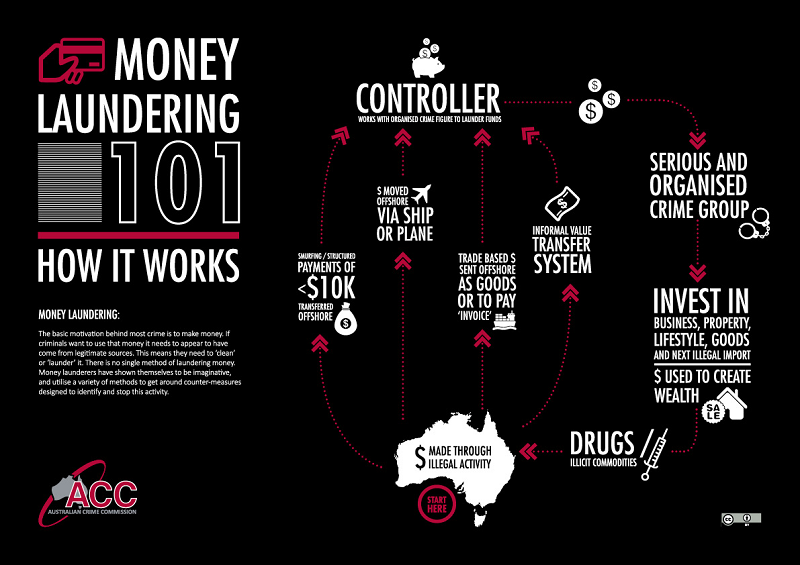 MONEY
LAUNDERING
101
HOW IT WORKS
MONEY LAUNDERING:
The basic motivation behind most crime is to make money. If
criminals want to use that money it needs to appear to have
come from legitimate sources. This means they need to ‘clean’
or ‘launder’ it. There is no single method of laundering money.
Money launderers have shown themselves to be imaginative,
and utilise a variety of methods to get around counter-measures
designed to identify and stop this activity.
ACC
AUSTRALIAN CRIME COMMISSION
CONTROLLER
WORKS WITH ORGANISED CRIME FIGURE TO LAUNDER FUNDS
$ $ $
$ $ $
SERIOUS AND
ORGANISED
CRIME GROUP
INVEST IN
BUSINESS, PROPERTY,
LIFESTYLE, GOODS
AND NEXT ILLEGAL IMPORT
$ USED TO CREATE
WEALTH
SA
LE
DRUGS
ILLICIT COMMODITIES
$ MADE THROUGH
ILLEGAL ACTIVITY
START
HERE
SMURFING / STRUCTURED
PAYMENTS OF
<$10K
TRANSFERRED
OFFSHORE
$
$ MOVED
OFFSHORE
VIA SHIP
OR PLANE
TRADE BASED $
SENT OFFSHORE
AS GOODS
OR TO PAY
‘INVOICE’
$
INFORMAL VALUE
TRANSFER
SYSTEM
cc
BY